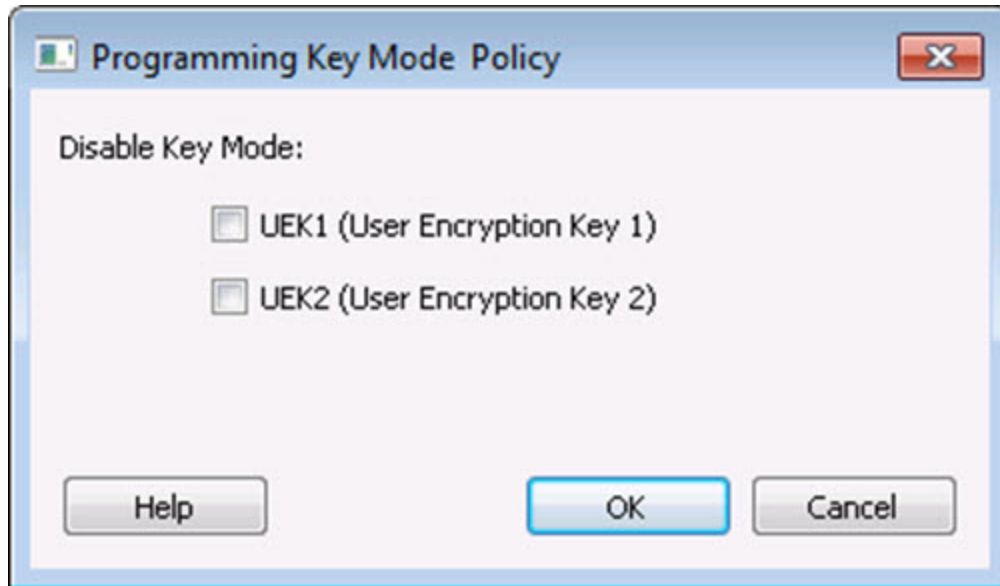 Programming Key Mode Policy
Disable Key Mode:
UEK1 (User Encryption Key 1)
UEK2 (User Encryption Key 2)
Help
OK
Cancel